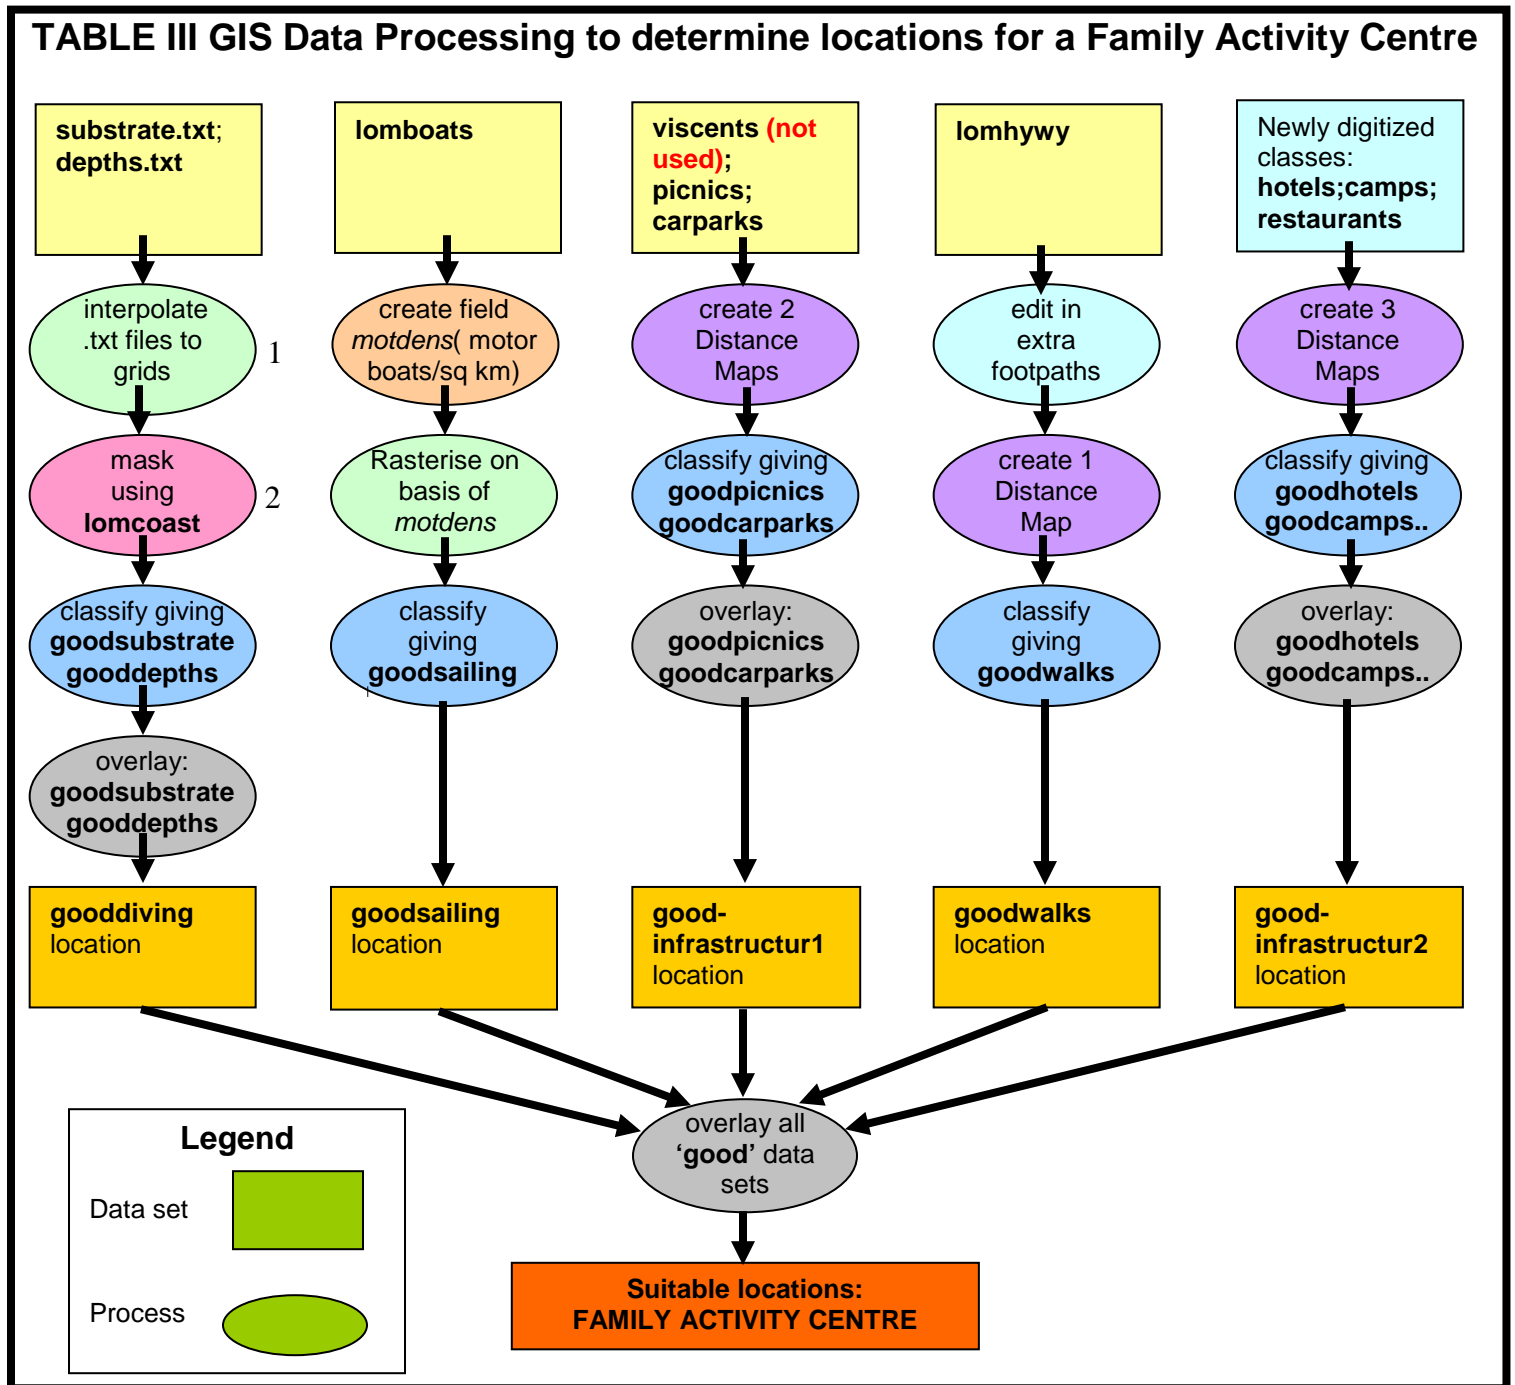 TABLE III GIS Data Processing to determine locations for a Family Activity Centre
substrate.txt;
depths.txt
lomboats
viscents (not
used);
picnics;
carparks
lomhywy
Newly digitized
classes:
hotels;camps;
restaurants
interpolate
.txt files to
grids
1
create field
motdens( motor
boats/sq km)
create 2
Distance
Maps
edit in
extra
footpaths
create 3
Distance
Maps
mask
using
lomcoast
2
Rasterise on
basis of
motdens
classify giving
goodpicnics
goodcarparks
create 1
Distance
Map
classify giving
goodhotels
goodcamps..
classify giving
goodsubstrate
gooddepths
classify
giving
goodsailing
overlay:
goodpicnics
goodcarparks
classify
giving
goodwalks
overlay:
goodhotels
goodcamps..
overlay:
goodsubstrate
gooddepths
gooddiving
location
goodsailing
location
good-
infrastructur1
location
goodwalks
location
good-
infrastructur2
location
overlay all
‘good’ data
sets
Legend
Data set
Process
Suitable locations:
FAMILY ACTIVITY CENTRE